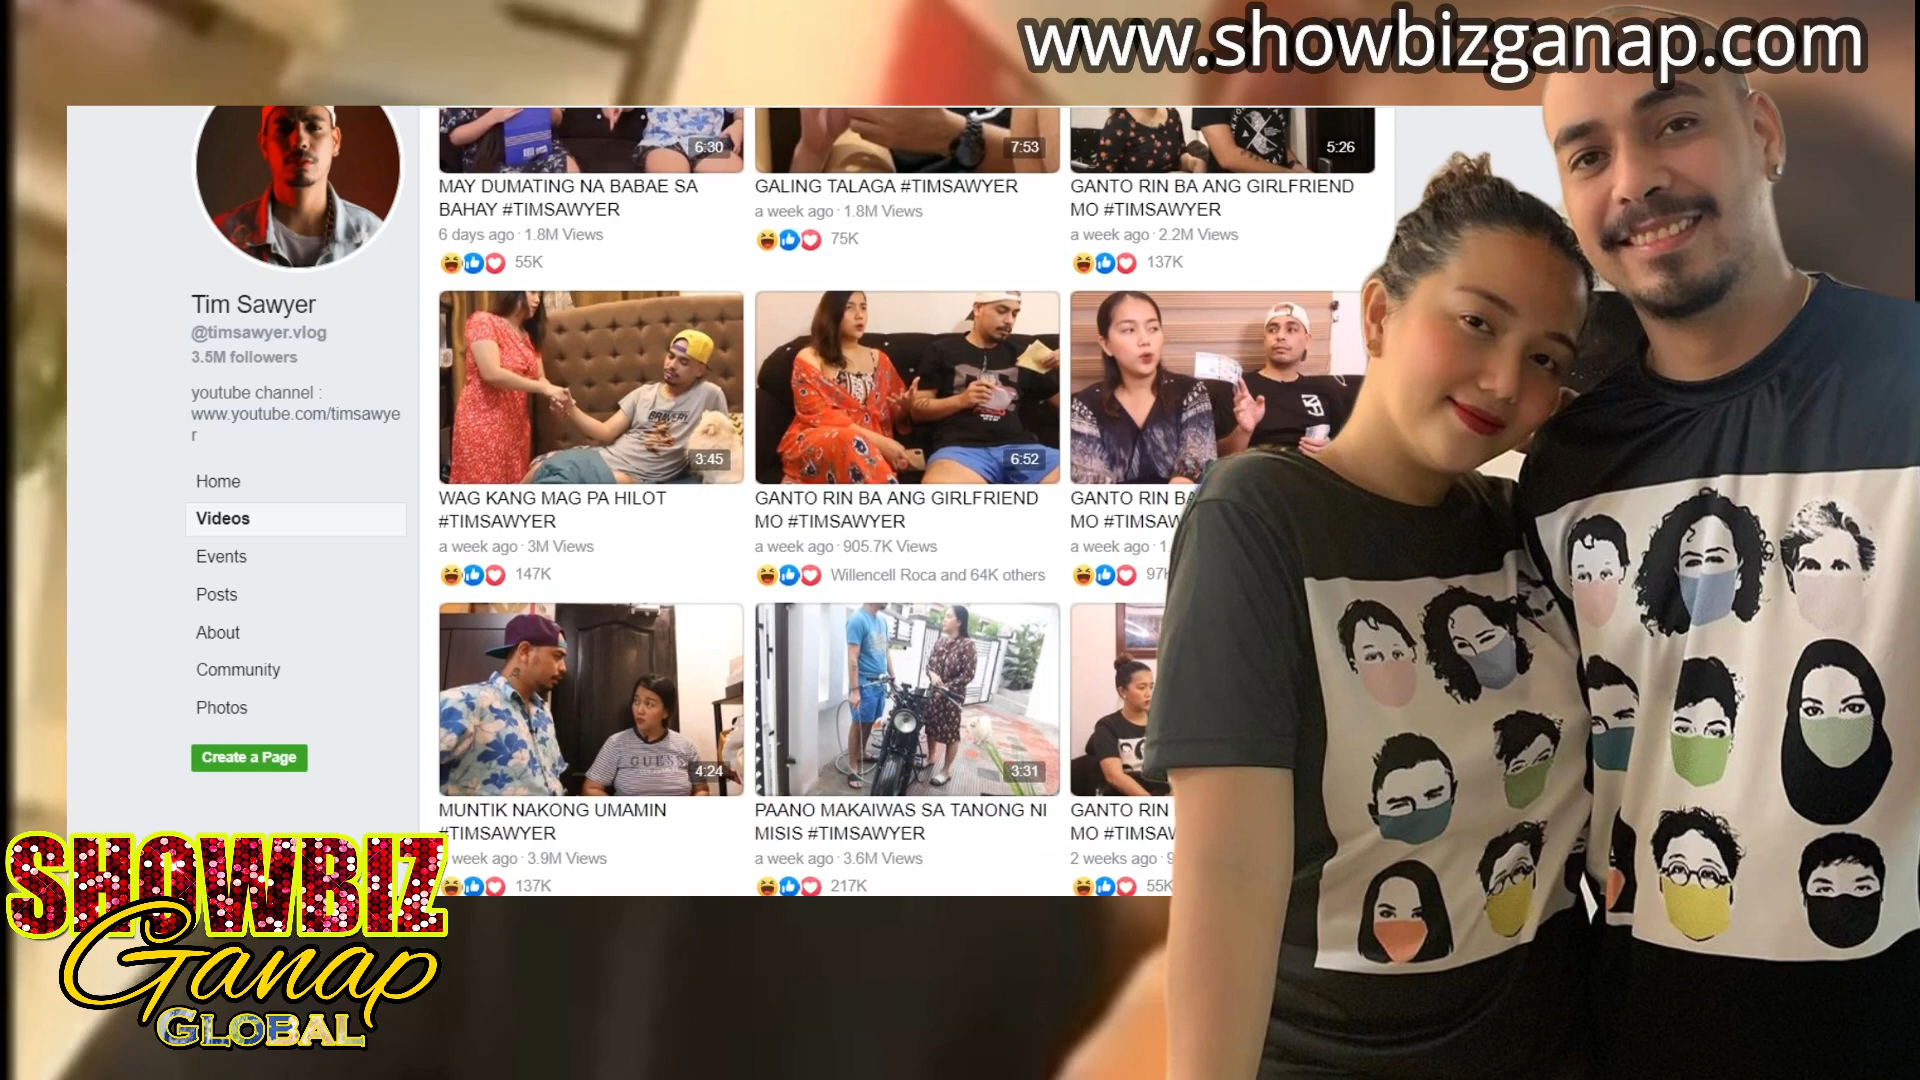 www.showbizganap.com
Tim Sawyer
@timsawyer.vlog
3.5M followers
youtube channel :
www.youtube.com/timsawye
r
Home
Videos
Events
Posts
About
Community
Photos
Create a Page
6:30
MAY DUMATING NA BABAE SA
BAHAY #TIMSAWYER
6 days ago · 1.8M Views
55K
7:53
GALING TALAGA #TIMSAWYER
a week ago · 1.8M Views
75K
5:26
GANTO RIN BA ANG GIRLFRIEND
MO #TIMSAWYER
a week ago · 2.2M Views
137K
BRAVERY
3:45
WAG KANG MAG PA HILOT
#TIMSAWYER
a week ago · 3M Views
147K
6:52
GANTO RIN BA ANG GIRLFRIEND
MO #TIMSAWYER
a week ago · 905.7K Views
Willencell Roca and 64K others
GANTO RIN BA
MO #TIMSAW
a week ago · 1.
97K
GUESS
4:24
MUNTIK NAKONG UMAMIN
#TIMSAWYER
week ago · 3.9M Views
137K
3:31
PAANO MAKAIWAS SA TANONG NI
MISIS #TIMSAWYER
a week ago · 3.6M Views
217K
GANTO RIN
MO #TIMSAW
2 weeks ago · 9
55K
SHOWBIZ
Ganap
GLOBAL